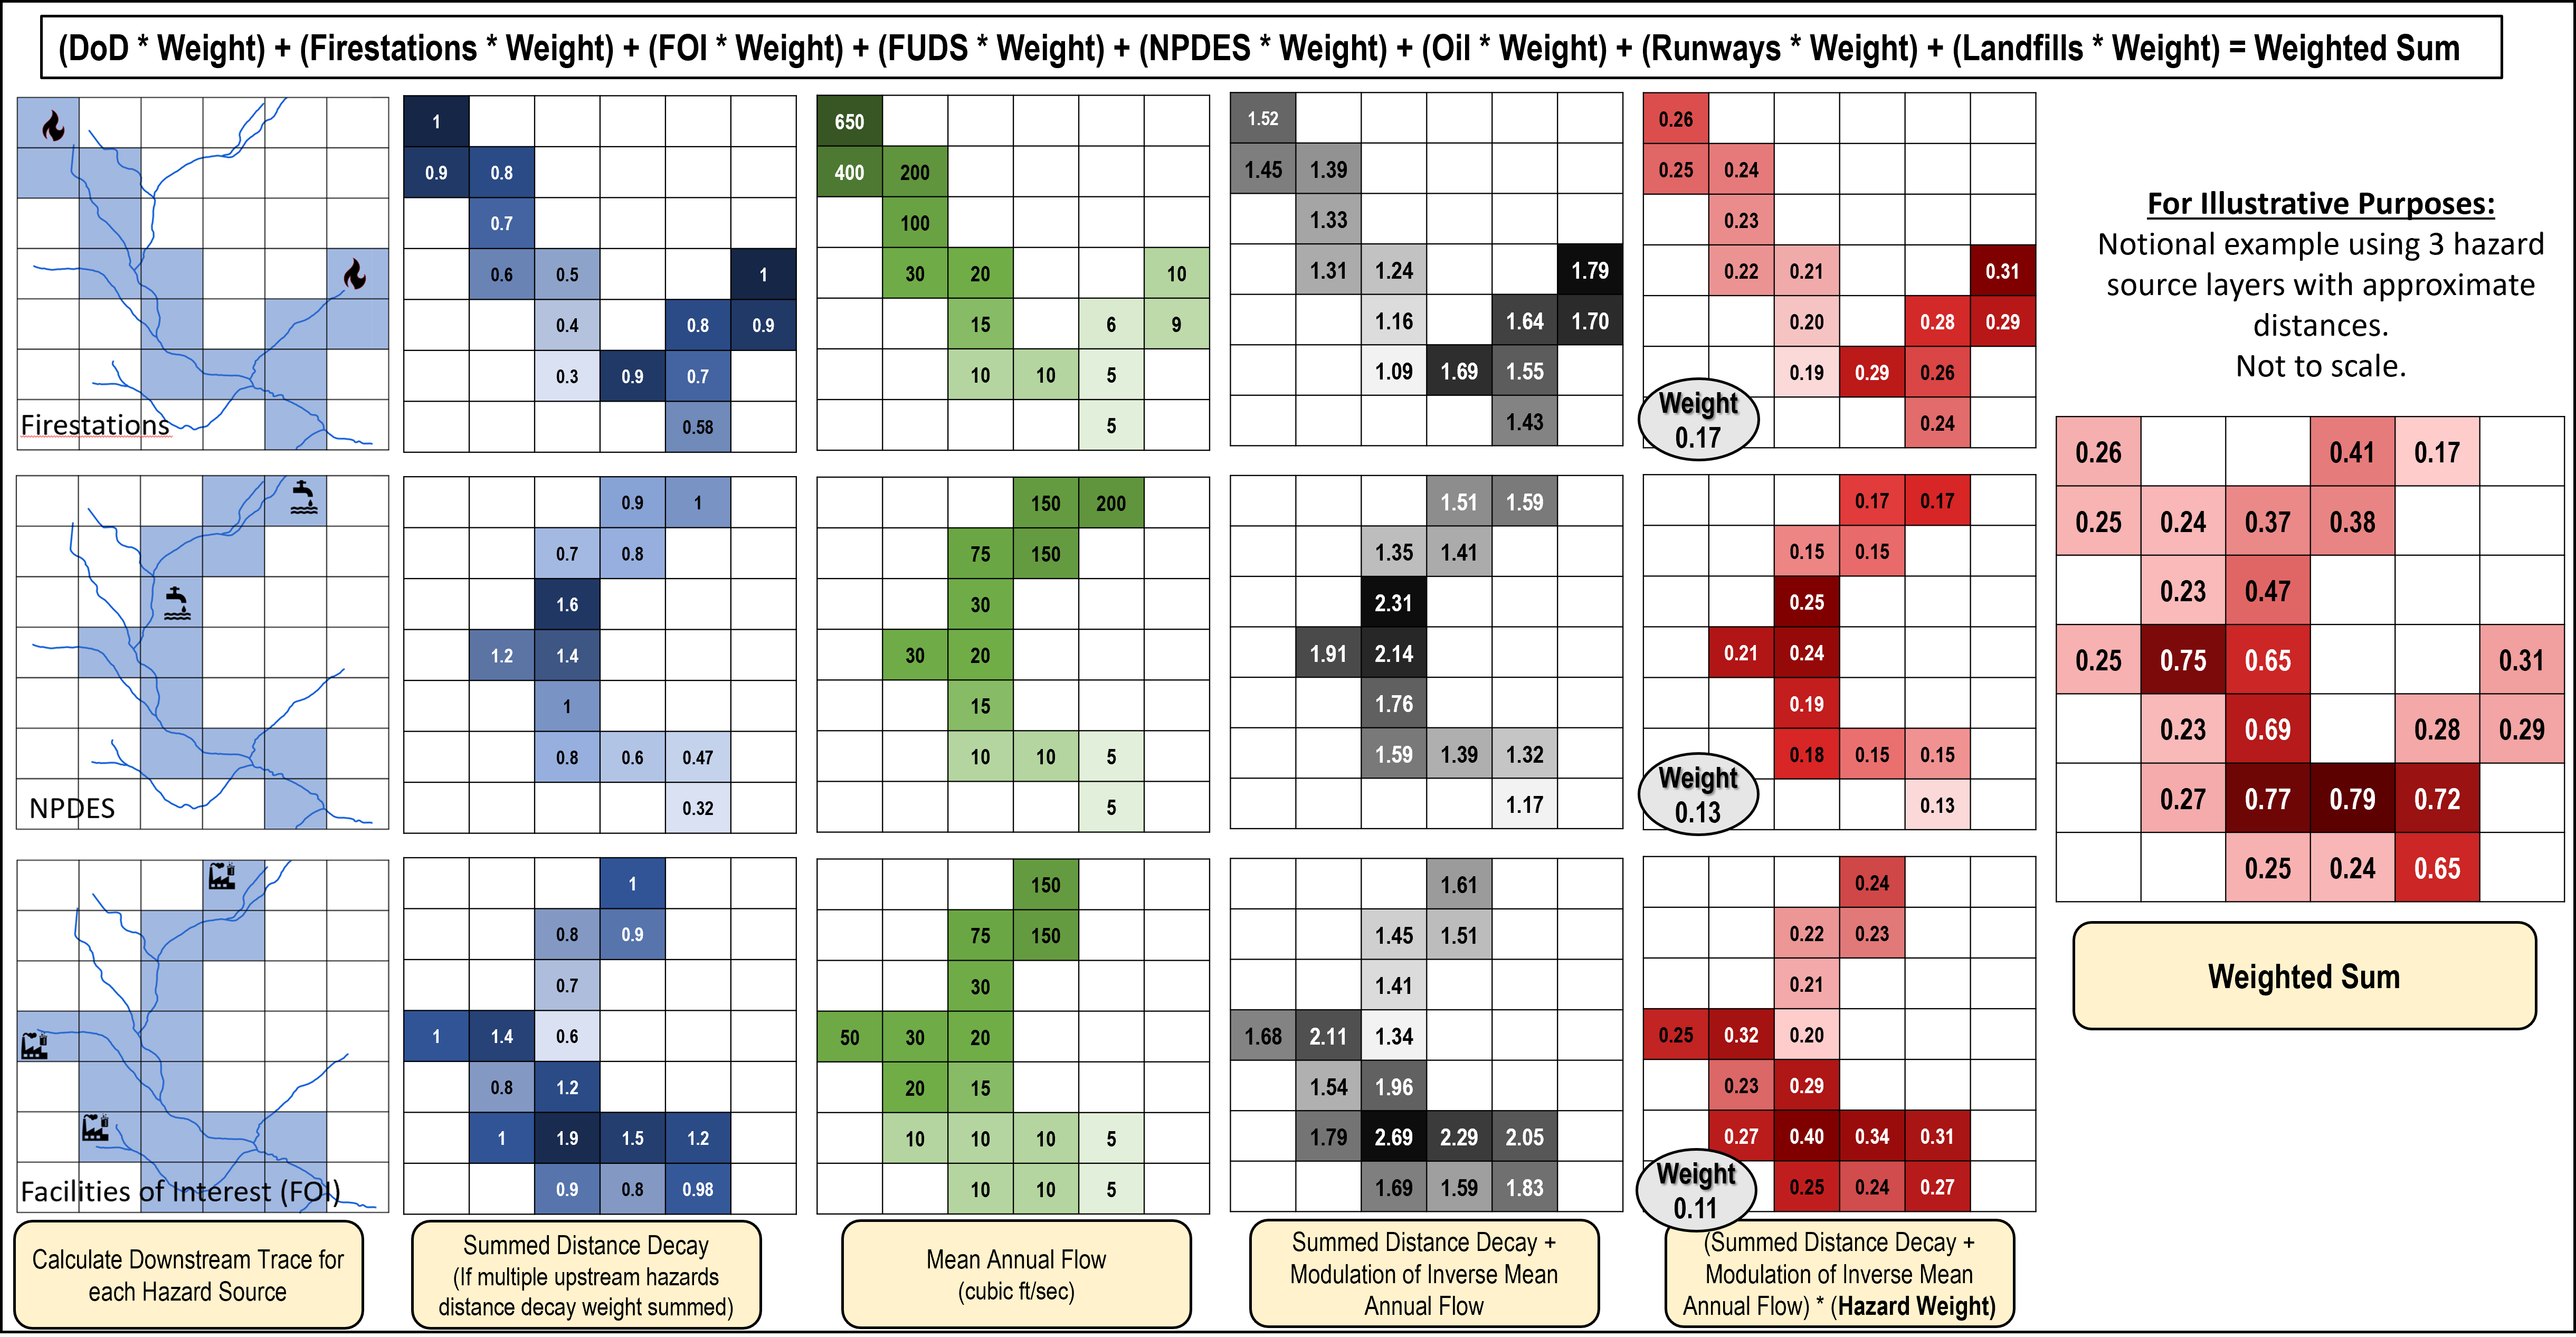 (DoD * Weight) + (Firestations * Weight) + (FOI * Weight) + (FUDS * Weight) + (NPDES * Weight) + (Oil * Weight) + (Runways * Weight) + (Landfills * Weight) = Weighted Sum
Firestations
1
0.9 0.8
0.7
0.6 0.5 1
0.4 0.8 0.9
0.3 0.9 0.7
0.58
650
400 200
100
30 20 10
15 6 9
10 10 5
5
1.52
1.45 1.39
1.33
1.31 1.24 1.79
1.16 1.64 1.70
1.09 1.69 1.55
1.43
0.26
0.25 0.24
0.23
0.22 0.21 0.31
0.20 0.28 0.29
0.19 0.29 0.26
0.24
Weight
0.17
NPDES
0.9 1
0.7 0.8
1.6
1.2 1.4
1
0.8 0.6 0.47
0.32
150 200
75 150
30
30 20
15
10 10 5
5
1.51 1.59
1.35 1.41
2.31
1.91 2.14
1.76
1.59 1.39 1.32
1.17
0.17 0.17
0.15 0.15
0.25
0.21 0.24
0.19
0.18 0.15 0.15
0.13
Weight
0.13
Facilities of Interest (FOI)
1
0.8 0.9
0.7
1 1.4 0.6
0.8 1.2
1 1.9 1.5 1.2
0.9 0.8 0.98
150
75 150
30
50 30 20
20 15
10 10 10 5
10 10 5
1.61
1.45 1.51
1.41
1.68 2.11 1.34
1.54 1.96
1.79 2.69 2.29 2.05
1.69 1.59 1.83
0.24
0.22 0.23
0.21
0.25 0.32 0.20
0.23 0.29
0.27 0.40 0.34 0.31
0.25 0.24 0.27
Weight
0.11
Calculate Downstream Trace for
each Hazard Source
Summed Distance Decay
(If multiple upstream hazards
distance decay weight summed)
Mean Annual Flow
(cubic ft/sec)
Summed Distance Decay +
Modulation of Inverse Mean
Annual Flow
(Summed Distance Decay +
Modulation of Inverse Mean
Annual Flow) * (Hazard Weight)
For Illustrative Purposes:
Notional example using 3 hazard
source layers with approximate
distances.
Not to scale.
0.26 0.41 0.17
0.25 0.24 0.37 0.38
0.23 0.47
0.25 0.75 0.65 0.31
0.23 0.69 0.28 0.29
0.27 0.77 0.79 0.72
0.25 0.24 0.65
Weighted Sum